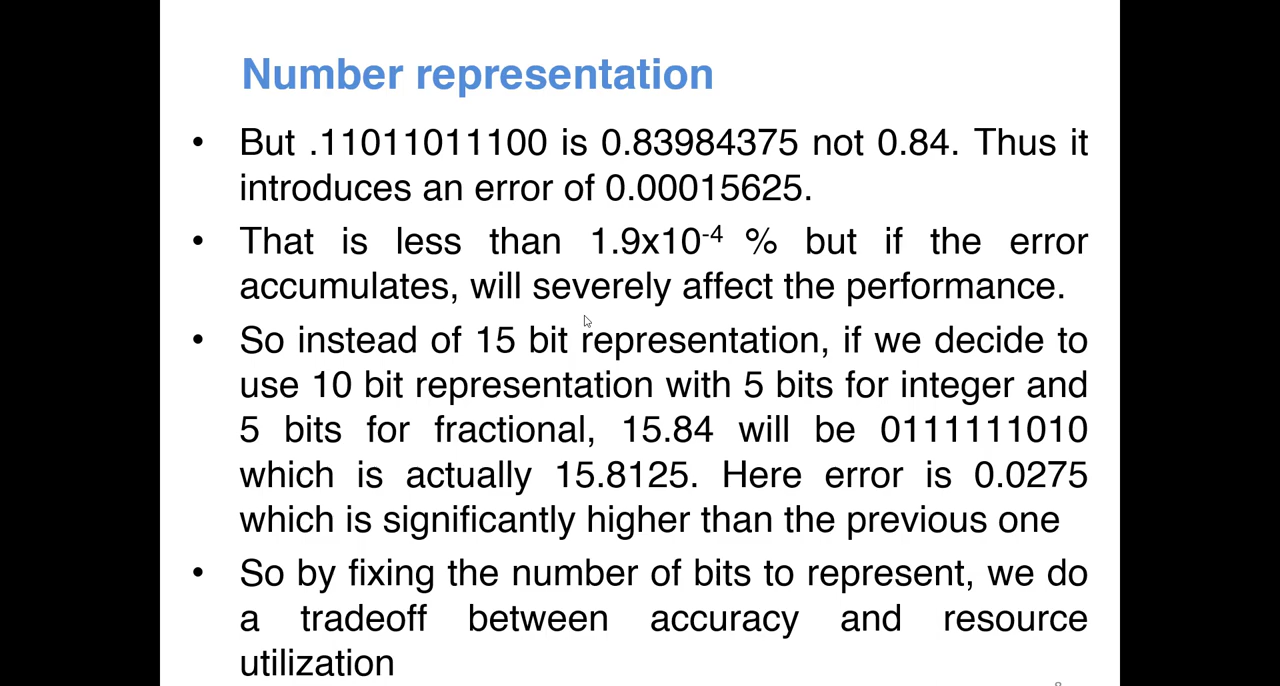 Number representation
• But .11011011100 is 0.83984375 not 0.84. Thus it
introduces an error of 0.00015625.
• That is less than 1.9x10⁻⁴ % but if the error
accumulates, will severely affect the performance.
• So instead of 15 bit representation, if we decide to
use 10 bit representation with 5 bits for integer and
5 bits for fractional, 15.84 will be 0111111010
which is actually 15.8125. Here error is 0.0275
which is significantly higher than the previous one
• So by fixing the number of bits to represent, we do
a tradeoff between accuracy and resource
utilization